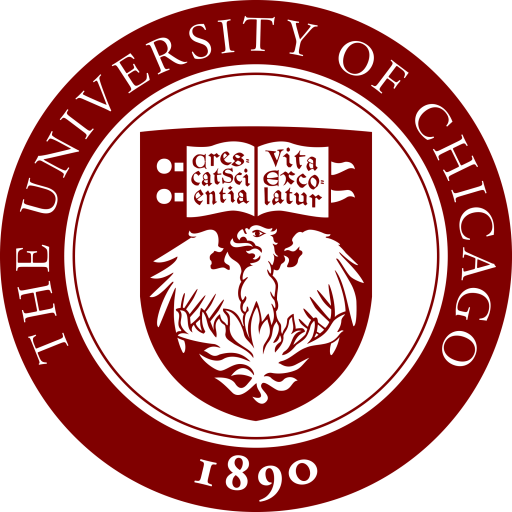 THE UNIVERSITY OF CHICAGO
Cres-
catSci
entia
Vita
Exco-
latur
1890